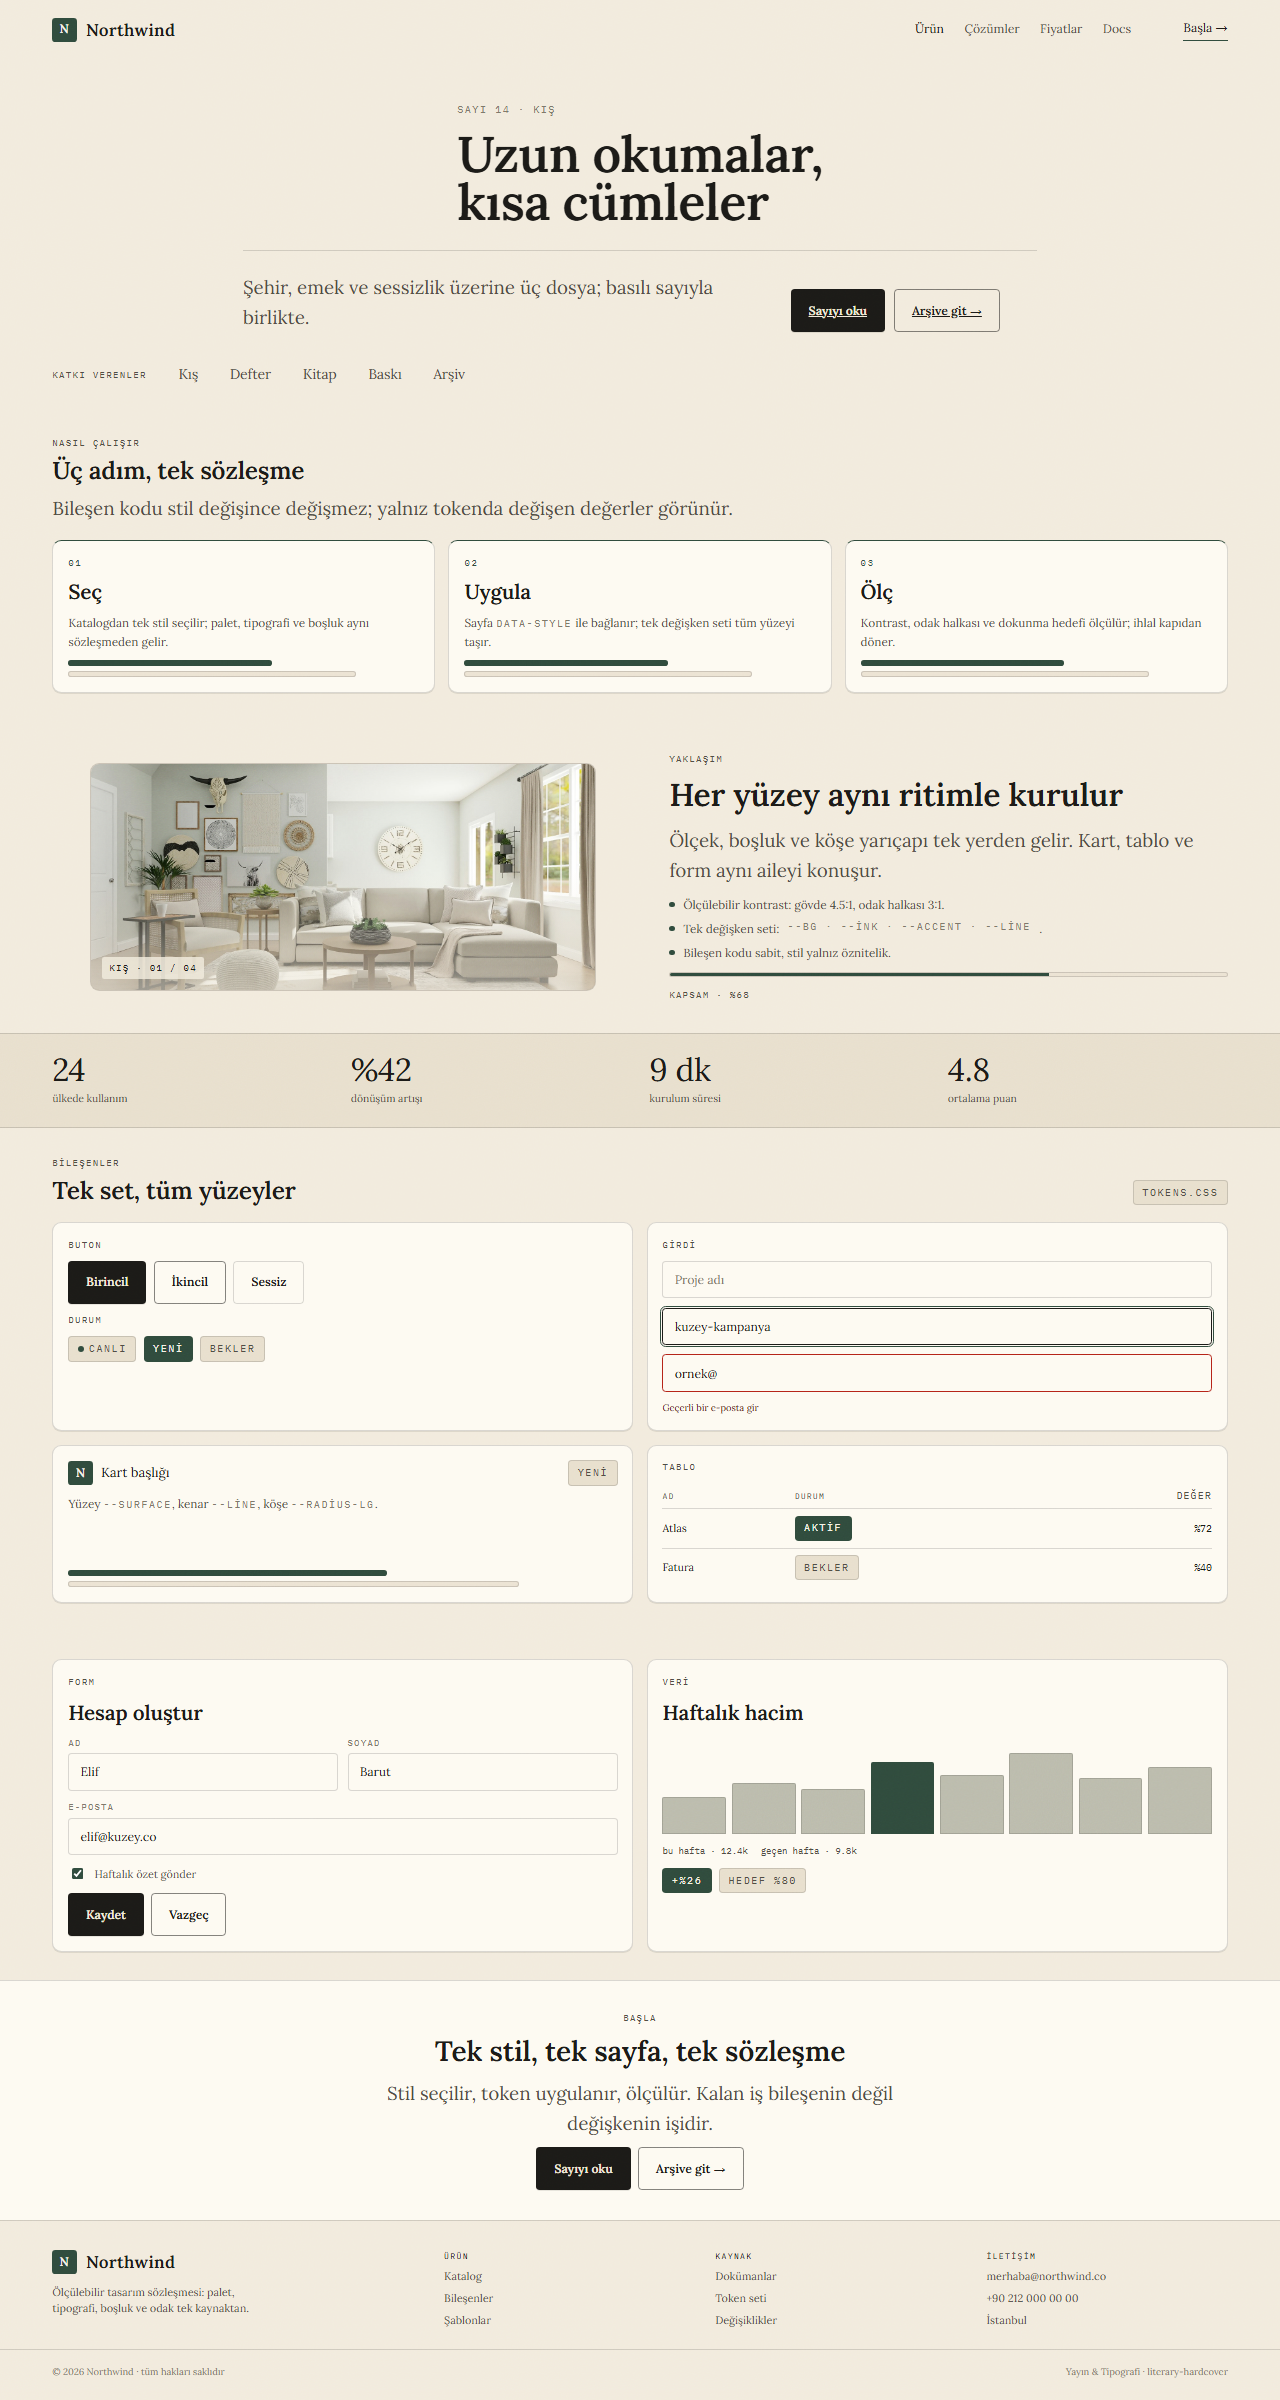 N Northwind
Ürün Çözümler Fiyatlar Docs Başla →
SAYI 14 · KIŞ
Uzun okumalar,
kısa cümleler
Şehir, emek ve sessizlik üzerine üç dosya; basılı sayıyla
birlikte.
Sayıyı oku Arşive git →
KATKI VERENLER Kış Defter Kitap Baskı Arşiv
NASIL ÇALIŞIR
Üç adım, tek sözleşme
Bileşen kodu stil değişince değişmez; yalnız tokenda değişen değerler görünür.
01
Seç
Katalogdan tek stil seçilir; palet, tipografi ve boşluk aynı
sözleşmeden gelir.
02
Uygula
Sayfa DATA-STYLE ile bağlanır; tek değişken seti tüm yüzeyi
taşır.
03
Ölç
Kontrast, odak halkası ve dokunma hedefi ölçülür; ihlal kapıdan
döner.
KIŞ · 01 / 04
YAKLAŞIM
Her yüzey aynı ritimle kurulur
Ölçek, boşluk ve köşe yarıçapı tek yerden gelir. Kart, tablo ve
form aynı aileyi konuşur.
Ölçülebilir kontrast: gövde 4.5:1, odak halkası 3:1.
Tek değişken seti: --BG · --İNK · --ACCENT · --LİNE .
Bileşen kodu sabit, stil yalnız öznitelik.
KAPSAM · %68
24
ülkede kullanım
%42
dönüşüm artışı
9 dk
kurulum süresi
4.8
ortalama puan
BİLEŞENLER
Tek set, tüm yüzeyler
TOKENS.CSS
BUTON
Birincil İkincil Sessiz
DURUM
CANLI YENİ BEKLER
GİRDİ
Proje adı
kuzey-kampanya
ornek@
Geçerli bir e-posta gir
N Kart başlığı YENİ
Yüzey --SURFACE, kenar --LİNE, köşe --RADİUS-LG.
TABLO
AD DURUM DEĞER
Atlas AKTİF %72
Fatura BEKLER %40
FORM
Hesap oluştur
AD SOYAD
Elif Barut
E-POSTA
elif@kuzey.co
Haftalık özet gönder
Kaydet Vazgeç
VERİ
Haftalık hacim
bu hafta · 12.4k geçen hafta · 9.8k
+%26 HEDEF %80
BAŞLA
Tek stil, tek sayfa, tek sözleşme
Stil seçilir, token uygulanır, ölçülür. Kalan iş bileşenin değil
değişkenin işidir.
Sayıyı oku Arşive git →
N Northwind
Ölçülebilir tasarım sözleşmesi: palet,
tipografi, boşluk ve odak tek kaynaktan.
ÜRÜN
Katalog
Bileşenler
Şablonlar
KAYNAK
Dokümanlar
Token seti
Değişiklikler
İLETİŞİM
merhaba@northwind.co
+90 212 000 00 00
İstanbul
© 2026 Northwind · tüm hakları saklıdır
Yayın & Tipografi · literary-hardcover